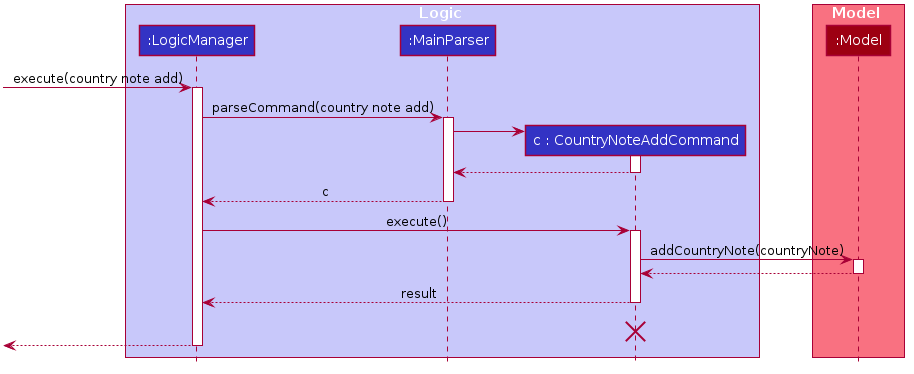 Logic
Model
:LogicManager
:MainParser
:Model
execute(country note add)
parseCommand(country note add)
c : CountryNoteAddCommand
c
execute()
addCountryNote(countryNote)
result